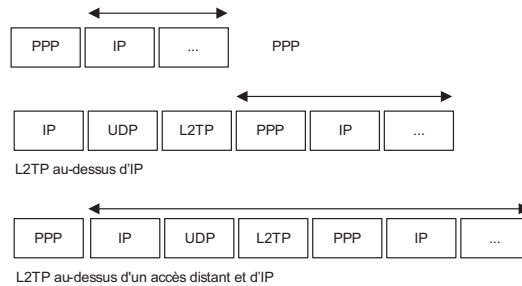 PPP IP ... PPP
IP UDP L2TP PPP IP ...
L2TP au-dessus d'IP
PPP IP UDP L2TP PPP IP ...
L2TP au-dessus d'un accès distant et d'IP